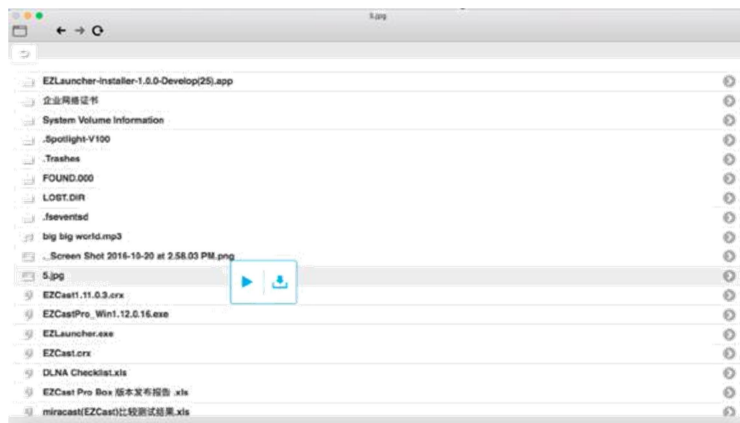 5.jpg
EZLauncher-Installer-1.0.0-Develop(25).app
企业网络证书
System Volume Information
.Spotlight-V100
.Trashes
FOUND.000
LOST.DIR
.fseventsd
big big world.mp3
._Screen Shot 2016-10-20 at 2.58.03 PM.png
5.jpg
EZCast1.11.0.3.crx
EZCastPro_Win1.12.0.16.exe
EZLauncher.exe
EZCast.crx
DLNA Checklist.xls
EZCast Pro Box 版本发布报告 .xls
miracast(EZCast)比较测试结果.xls